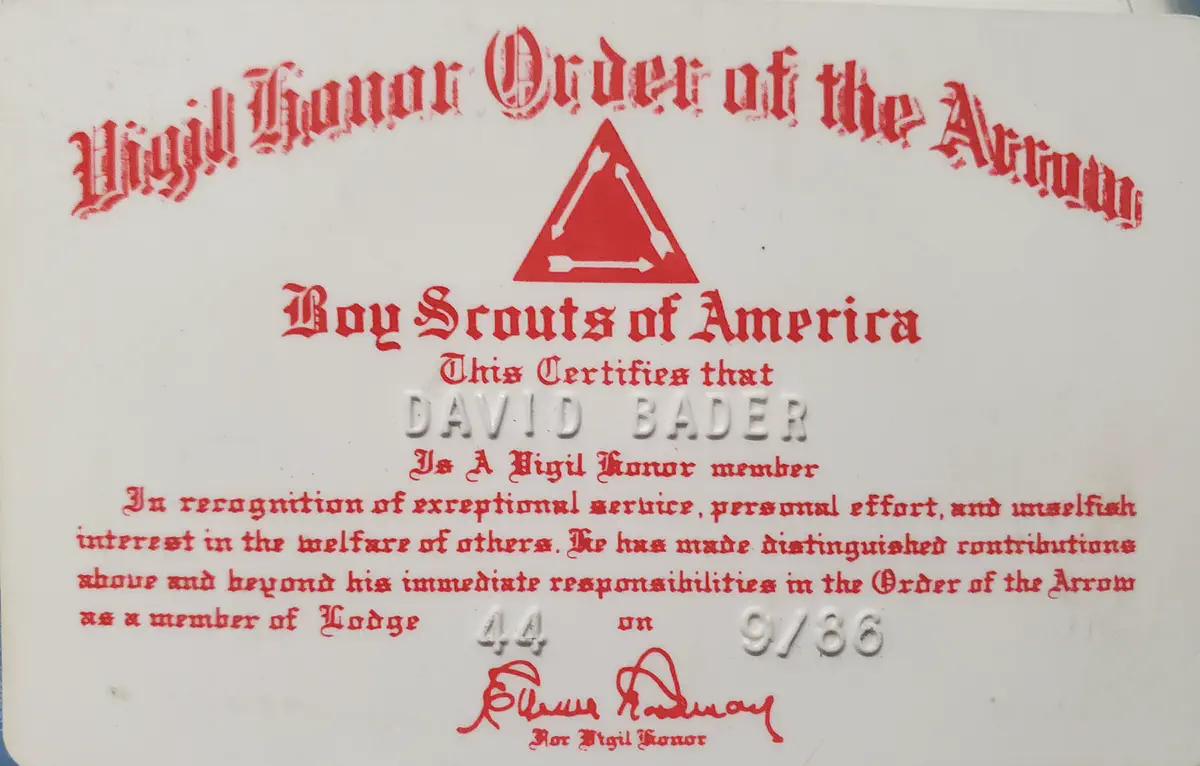 Vigil Honor Order of the Arrow
Boy Scouts of America
This Certifies that
DAVID BADER
Is A Vigil Honor member
In recognition of exceptional service, personal effort, and unselfish
interest in the welfare of others. He has made distinguished contributions
above and beyond his immediate responsibilities in the Order of the Arrow
as a member of Lodge 44 on 9/86
For Vigil Honor